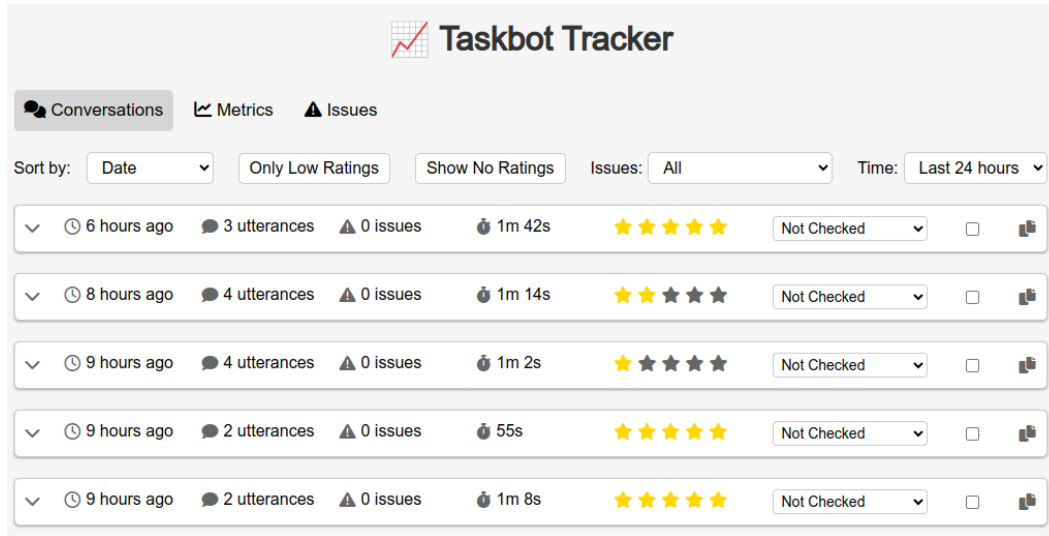 Taskbot Tracker
Conversations Metrics Issues
Sort by: Date Only Low Ratings Show No Ratings Issues: All Time: Last 24 hours
6 hours ago 3 utterances 0 issues 1m 42s Not Checked
8 hours ago 4 utterances 0 issues 1m 14s Not Checked
9 hours ago 4 utterances 0 issues 1m 2s Not Checked
9 hours ago 2 utterances 0 issues 55s Not Checked
9 hours ago 2 utterances 0 issues 1m 8s Not Checked